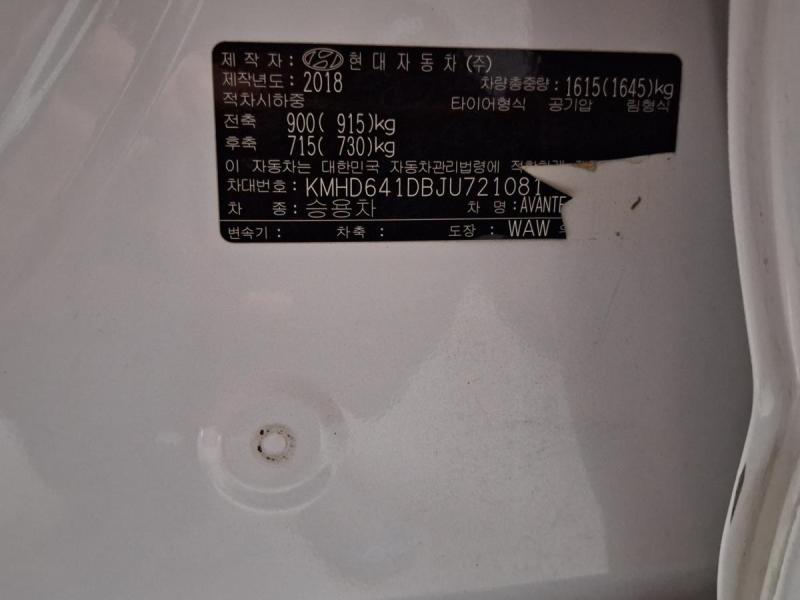 제 작 자 : 현 대 자 동 차 (주)
제작년도 : 2018 차량총중량 : 1615(1645)kg
적차시하중 타이어형식 공기압 림형식
전축 900( 915)kg
후축 715( 730)kg
이 자동차는 대한민국 자동차관리법령에
차대번호 : KMHD641DBJU721081
차 종 : 승용차 차 명 : AVANTE
변속기 : 차축 : 도장 : WAW